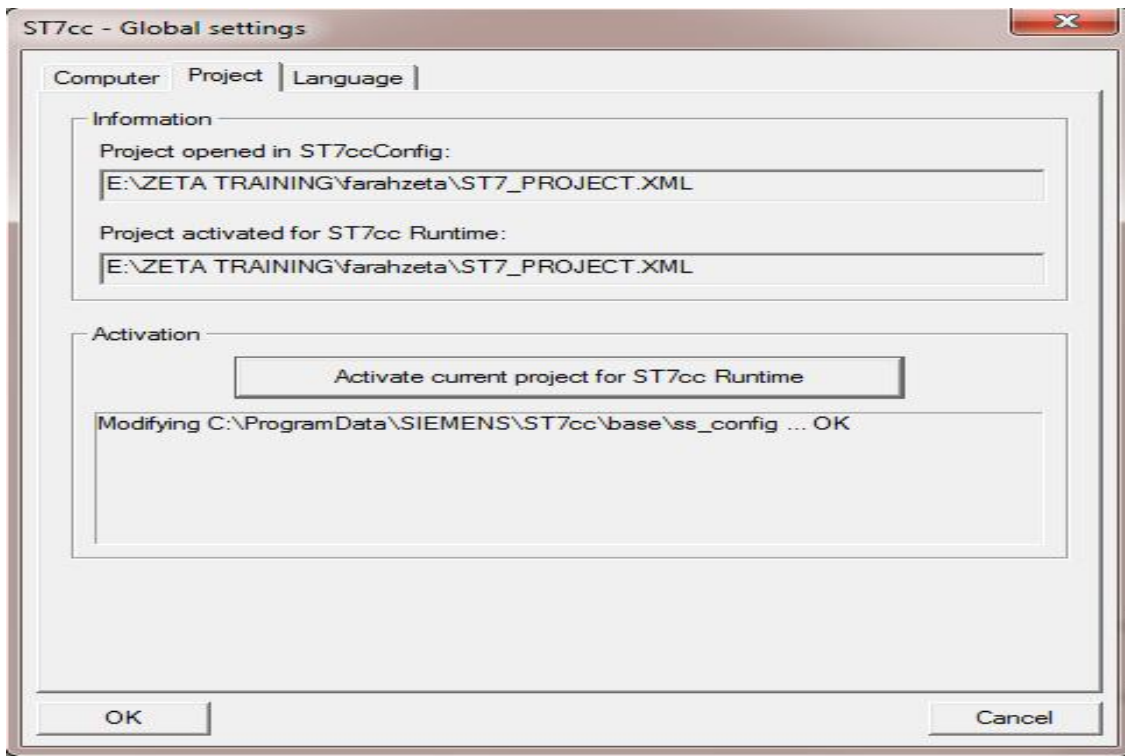 ST7cc - Global settings
Computer Project Language
Information
Project opened in ST7ccConfig:
E:\ZETA TRAINING\farahzeta\ST7_PROJECT.XML
Project activated for ST7cc Runtime:
E:\ZETA TRAINING\farahzeta\ST7_PROJECT.XML
Activation
Activate current project for ST7cc Runtime
Modifying C:\ProgramData\SIEMENS\ST7cc\base\ss_config ... OK
OK Cancel